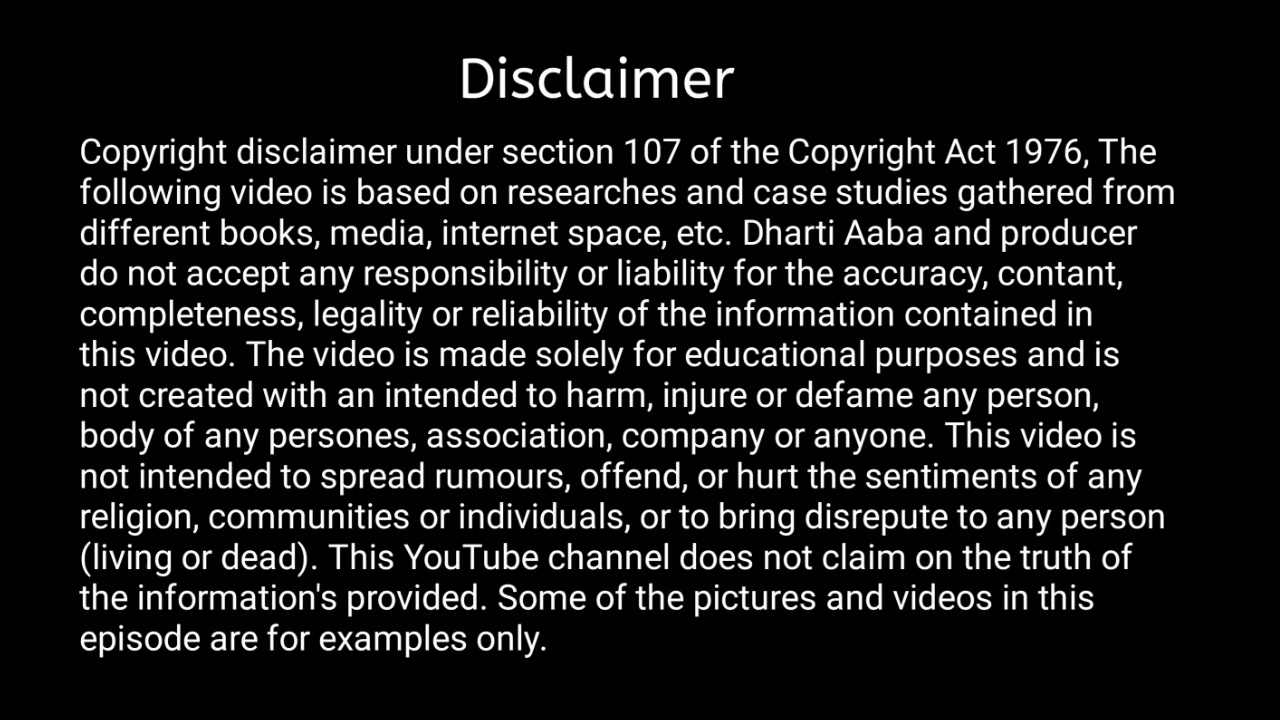 Disclaimer
Copyright disclaimer under section 107 of the Copyright Act 1976, The
following video is based on researches and case studies gathered from
different books, media, internet space, etc. Dharti Aaba and producer
do not accept any responsibility or liability for the accuracy, contant,
completeness, legality or reliability of the information contained in
this video. The video is made solely for educational purposes and is
not created with an intended to harm, injure or defame any person,
body of any persones, association, company or anyone. This video is
not intended to spread rumours, offend, or hurt the sentiments of any
religion, communities or individuals, or to bring disrepute to any person
(living or dead). This YouTube channel does not claim on the truth of
the information's provided. Some of the pictures and videos in this
episode are for examples only.